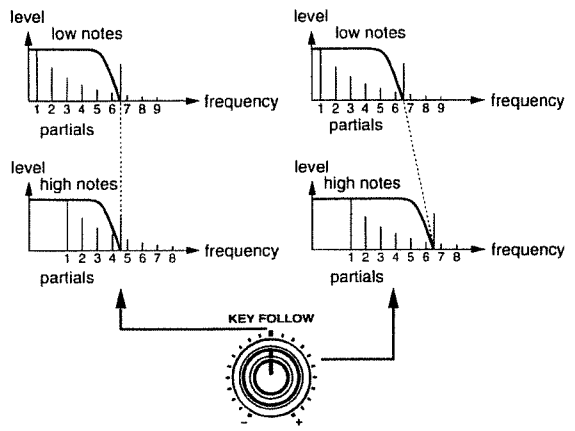 level
low notes
1 2 3 4 5 6 7 8 9
frequency
partials
level
low notes
1 2 3 4 5 6 7 8 9
frequency
partials
level
high notes
1 2 3 4 5 6 7 8
frequency
partials
level
high notes
1 2 3 4 5 6 7 8
frequency
partials
KEY FOLLOW
– +